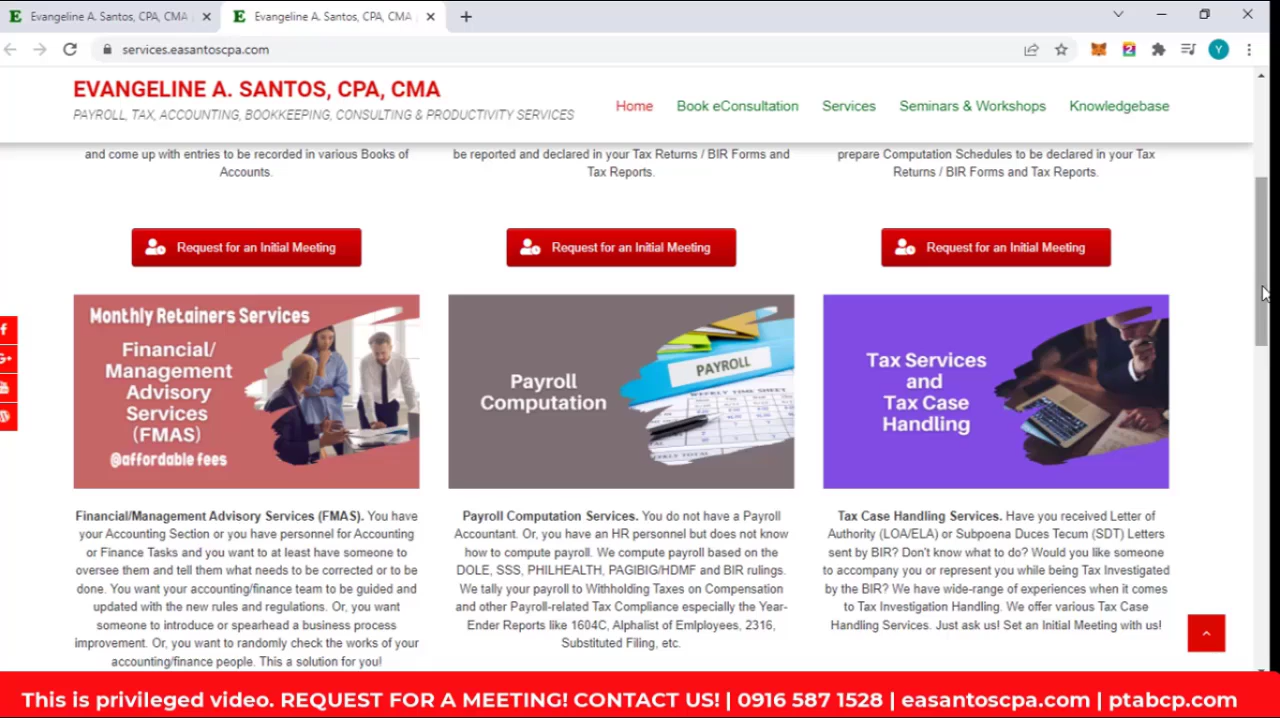 Evangeline A. Santos, CPA, CMA
Evangeline A. Santos, CPA, CMA
services.easantoscpa.com
EVANGELINE A. SANTOS, CPA, CMA
PAYROLL, TAX, ACCOUNTING, BOOKKEEPING, CONSULTING & PRODUCTIVITY SERVICES
Home
Book eConsultation
Services
Seminars & Workshops
Knowledgebase
and come up with entries to be recorded in various Books of
Accounts.
be reported and declared in your Tax Returns / BIR Forms and
Tax Reports.
prepare Computation Schedules to be declared in your Tax
Returns / BIR Forms and Tax Reports.
Request for an Initial Meeting
Request for an Initial Meeting
Request for an Initial Meeting
Monthly Retainers Services
Financial/
Management
Advisory
Services
(FMAS)
@affordable fees
Payroll
Computation
PAYROLL
WEEKLY TIME SHEET
Tax Services
and
Tax Case
Handling
Financial/Management Advisory Services (FMAS). You have
your Accounting Section or you have personnel for Accounting
or Finance Tasks and you want to at least have someone to
oversee them and tell them what needs to be corrected or to be
done. You want your accounting/finance team to be guided and
updated with the new rules and regulations. Or, you want
someone to introduce or spearhead a business process
improvement. Or, you want to randomly check the works of your
accounting/finance people. This a solution for you!
Payroll Computation Services. You do not have a Payroll
Accountant. Or, you have an HR personnel but does not know
how to compute payroll. We compute payroll based on the
DOLE, SSS, PHILHEALTH, PAGIBIG/HDMF and BIR rulings.
We tally your payroll to Withholding Taxes on Compensation
and other Payroll-related Tax Compliance especially the Year-
Ender Reports like 1604C, Alphalist of Emlployees, 2316,
Substituted Filing, etc.
Tax Case Handling Services. Have you received Letter of
Authority (LOA/ELA) or Subpoena Duces Tecum (SDT) Letters
sent by BIR? Don't know what to do? Would you like someone
to accompany you or represent you while being Tax Investigated
by the BIR? We have wide-range of experiences when it comes
to Tax Investigation Handling. We offer various Tax Case
Handling Services. Just ask us! Set an Initial Meeting with us!
This is privileged video. REQUEST FOR A MEETING! CONTACT US! | 0916 587 1528 | easantoscpa.com | ptabcp.com